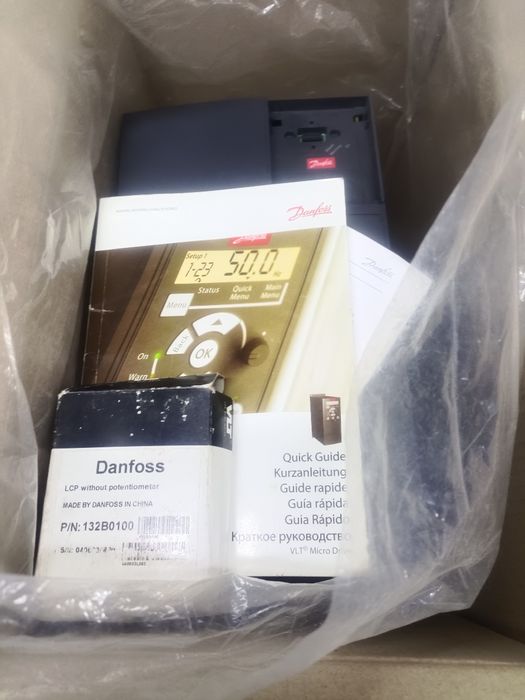 Danfoss
Danfoss
Danfoss
Danfoss
Setup 1
1-23
50.0
Hz
Status
Quick Menu
Main Menu
Menu
Back
OK
On
Warn.
Quick Guide
Kurzanleitung
Guide rapide
Guía rápida
Guia Rápido
Краткое руководство
VLT® Micro Drive
VLT
Danfoss
LCP without potentiometer
MADE BY DANFOSS IN CHINA
P/N: 132B0100
S/N: